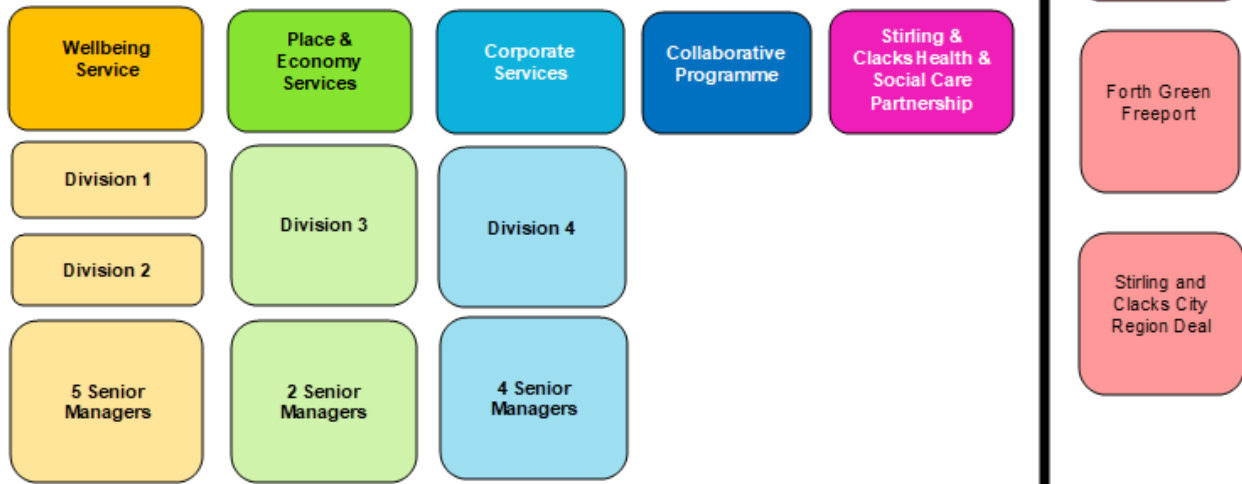 Wellbeing
Service
Place &
Economy
Services
Corporate
Services
Collaborative
Programme
Stirling &
Clacks Health &
Social Care
Partnership
Forth Green
Freeport
Division 1
Division 2
Division 3
Division 4
Stirling and
Clacks City
Region Deal
5 Senior
Managers
2 Senior
Managers
4 Senior
Managers